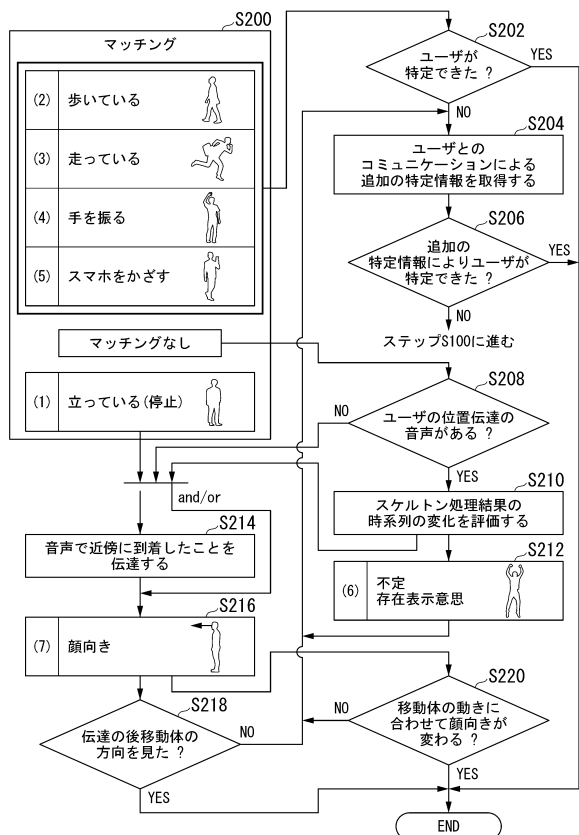 S200
マッチング
(2) 歩いている
(3) 走っている
(4) 手を振る
(5) スマホをかざす
マッチングなし
(1) 立っている(停止)
S202
ユーザが
特定できた ?
YES
NO
S204
ユーザとの
コミュニケーションによる
追加の特定情報を取得する
S206
追加の
特定情報によりユーザが
特定できた ?
YES
NO
ステップS100に進む
S208
ユーザの位置伝達の
音声がある ?
NO
YES
S210
スケルトン処理結果の
時系列の変化を評価する
S212
(6) 不定
存在表示意思
and/or
S214
音声で近傍に到着したことを
伝達する
S216
(7) 顔向き
S218
伝達の後移動体の
方向を見た ?
NO
YES
S220
移動体の動きに
合わせて顔向きが
変わる ?
NO
YES
END